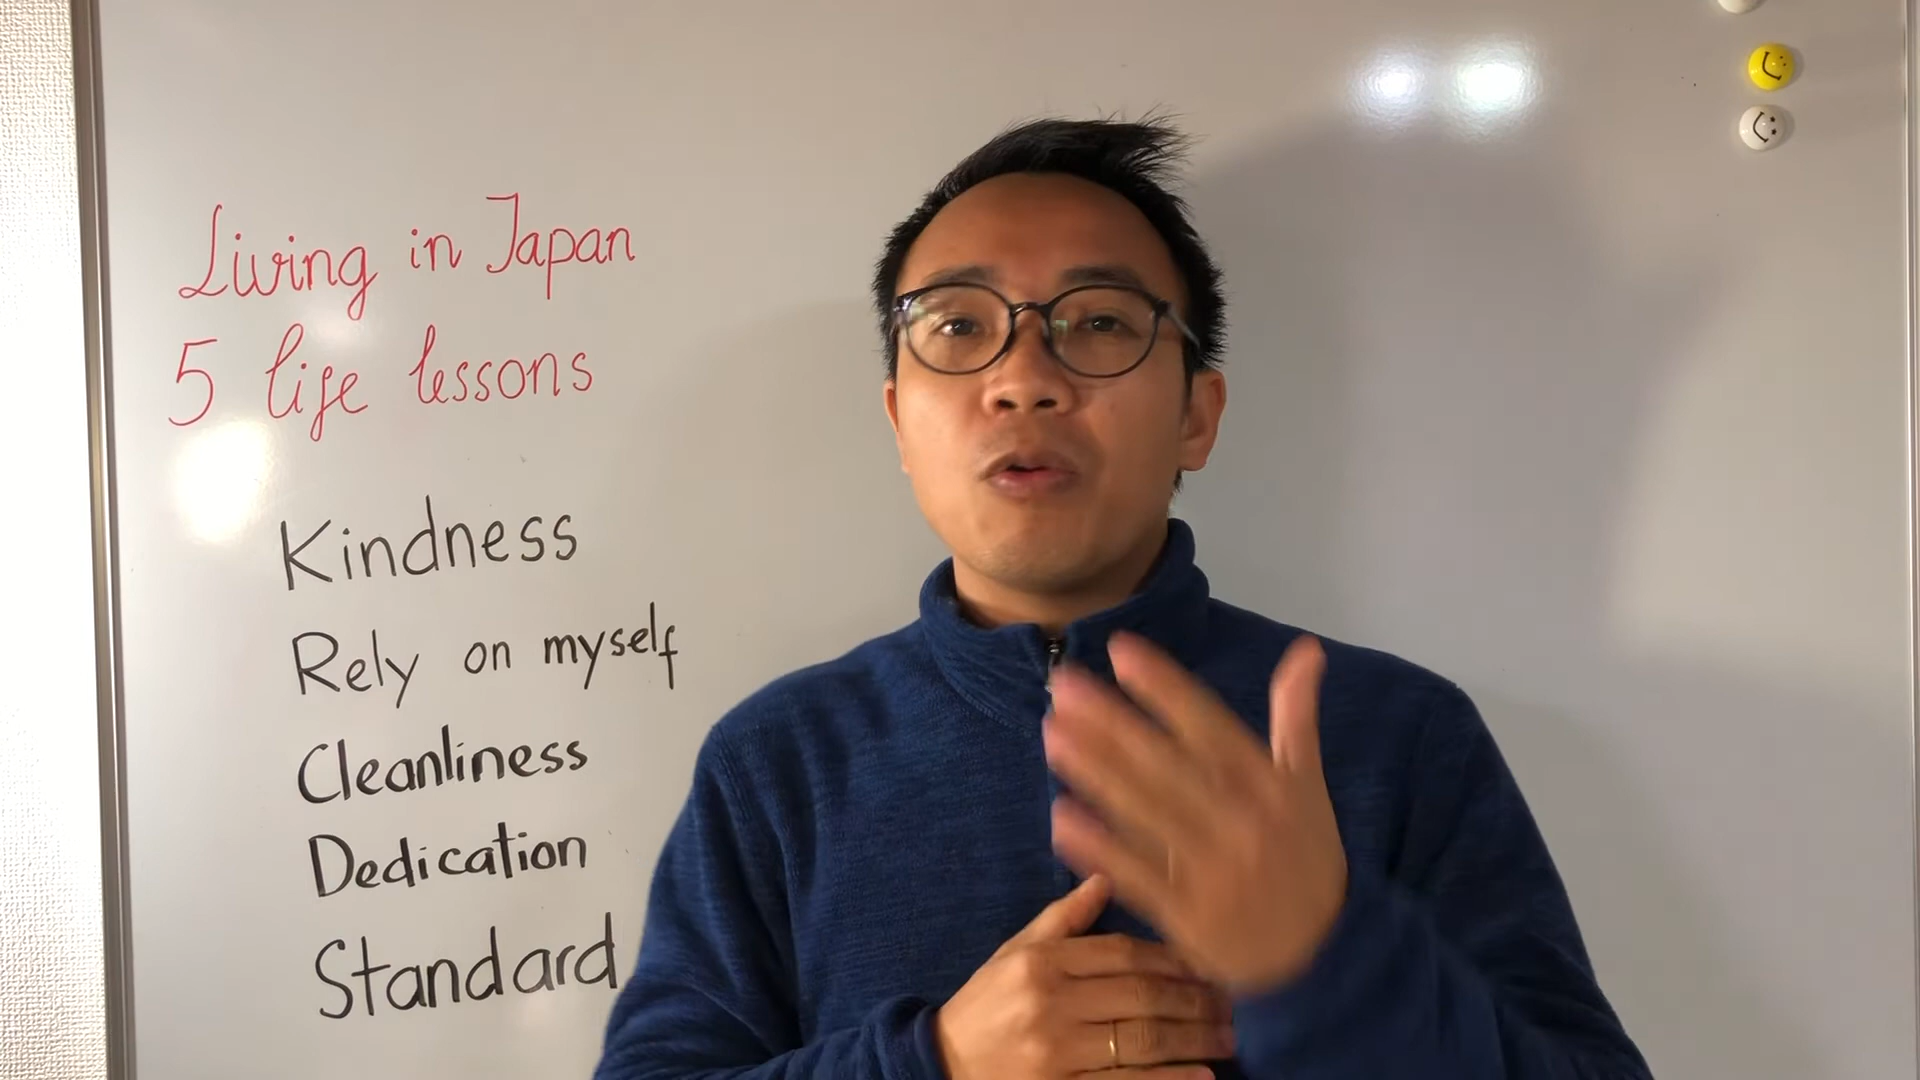 Living in Japan
5 life lessons
Kindness
Rely on myself
Cleanliness
Dedication
Standard